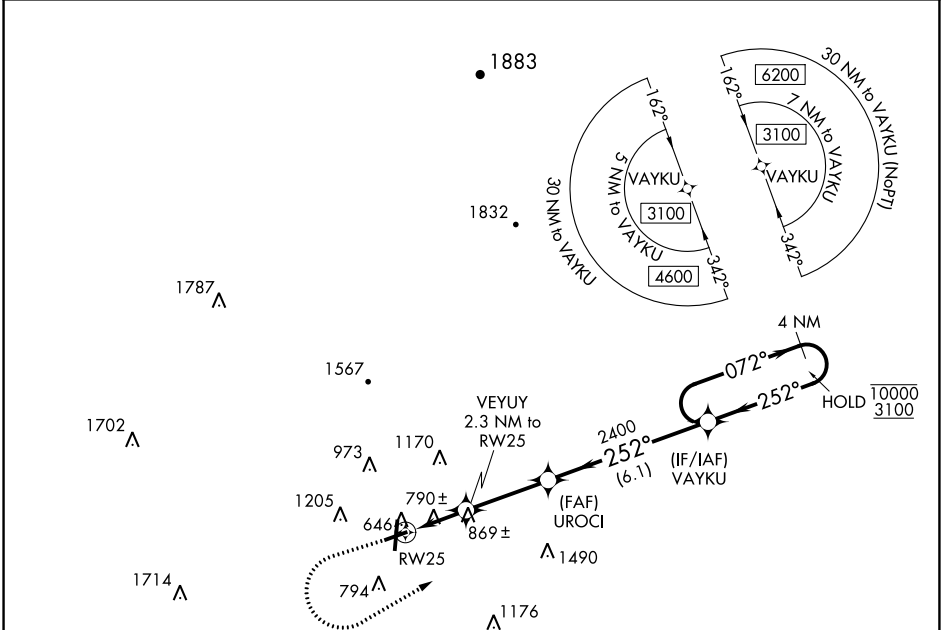 1883
162°
6200
30 NM to VAYKU (NoPT)
7 NM to VAYKU
3100
VAYKU
342°
162°
30 NM to VAYKU
5 NM to VAYKU
VAYKU
3100
4600
342°
1832
1787
1567
4 NM
072°
252°
HOLD
10000
3100
VEYUY
2.3 NM to
RW25
2400
252°
(6.1)
(IF/IAF)
VAYKU
1702
973
1170
(FAF)
UROCI
1205
790±
646
869±
RW25
1490
794
1714
1176